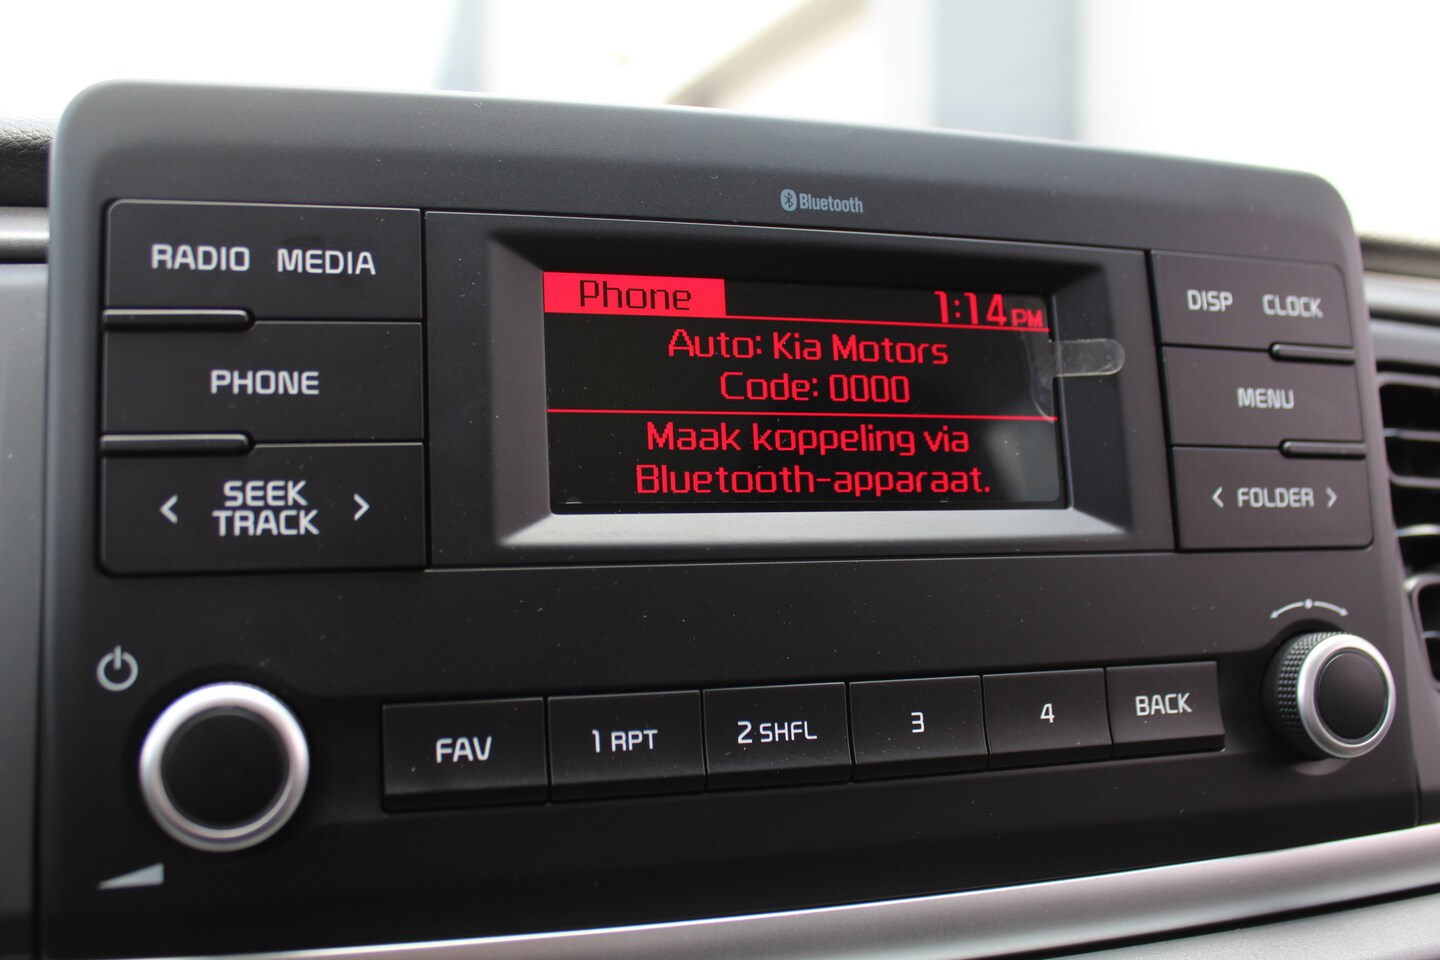 Bluetooth
RADIO MEDIA
PHONE
< SEEK TRACK >
Phone 1:14 PM
Auto: Kia Motors
Code: 0000
Maak koppeling via
Bluetooth-apparaat.
DISP CLOCK
MENU
< FOLDER >
FAV 1 RPT 2 SHFL 3 4 BACK